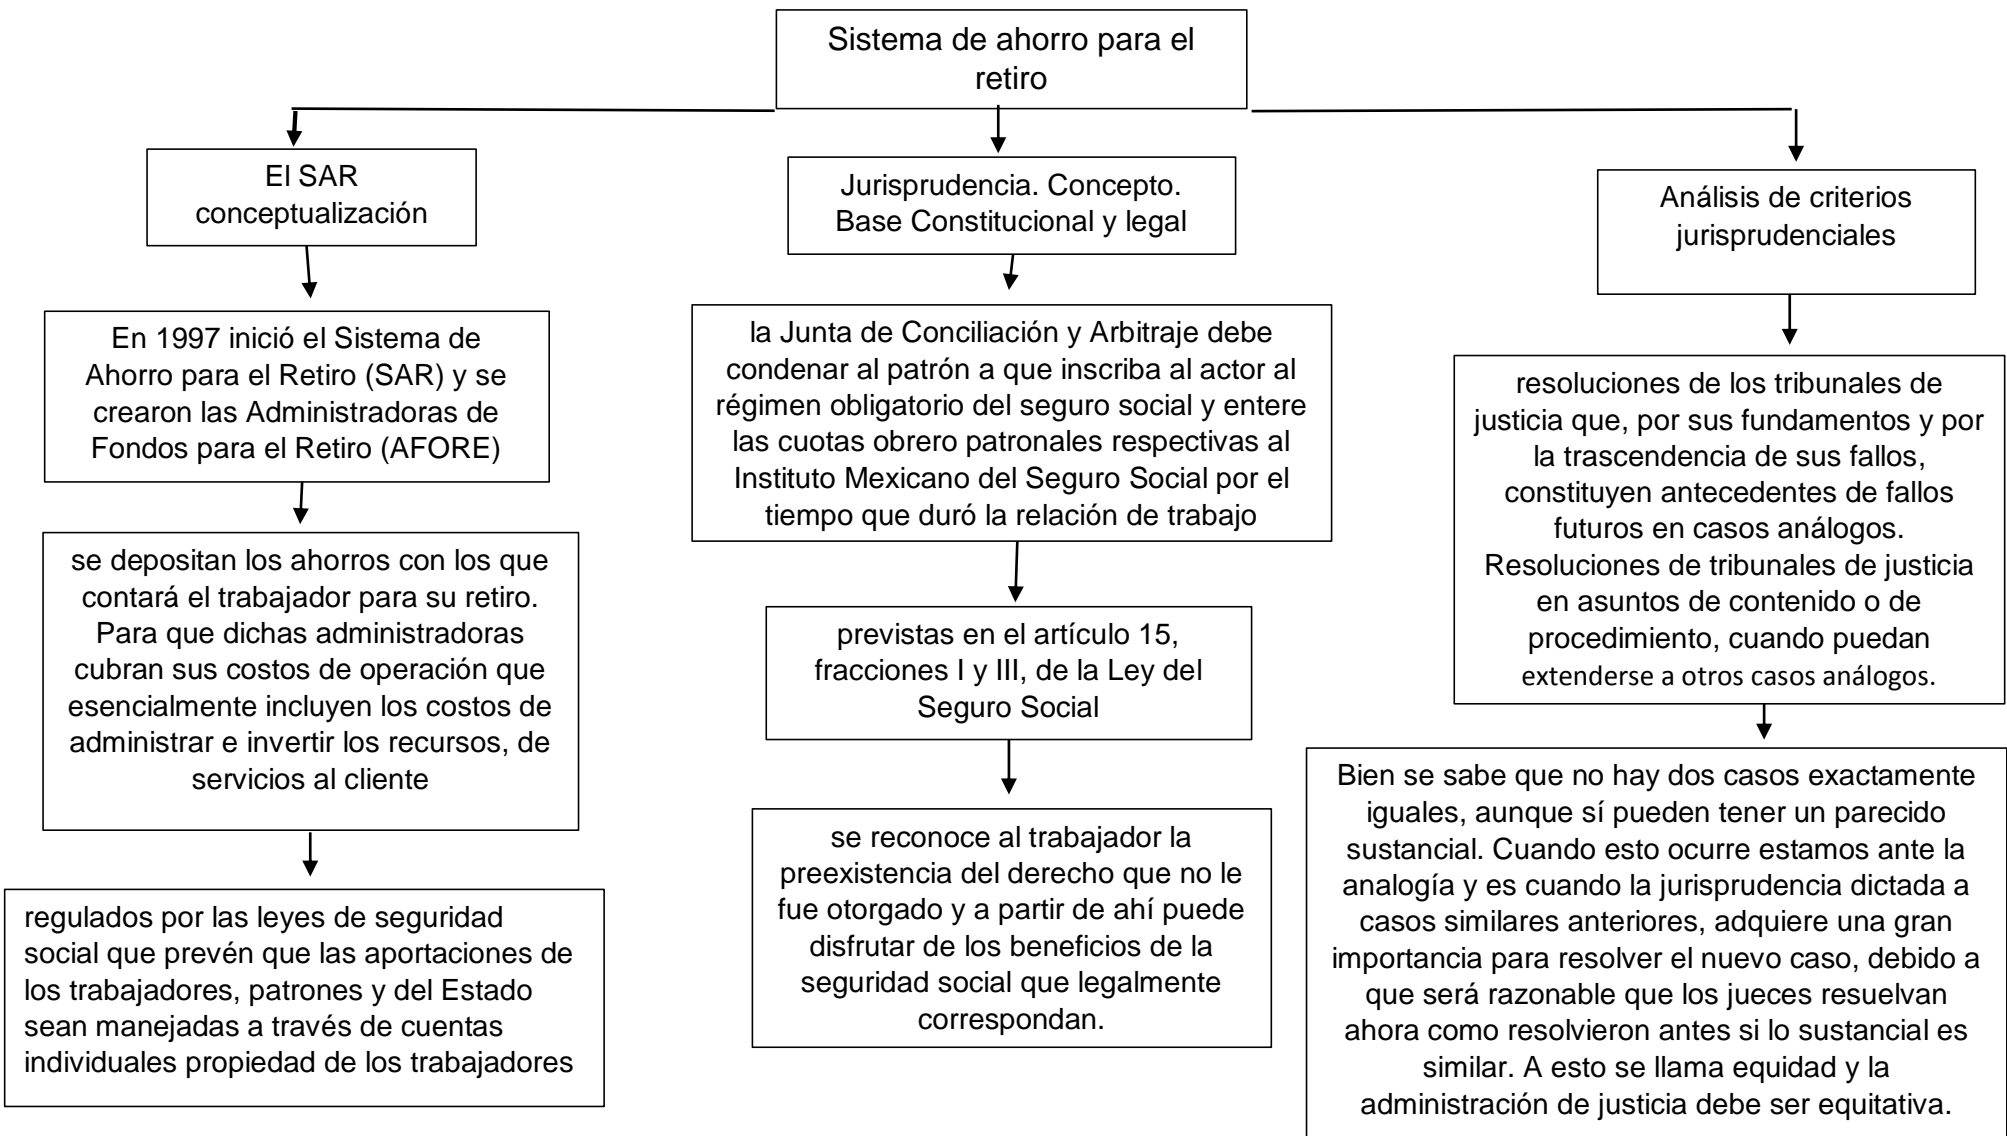 Sistema de ahorro para el
retiro
El SAR
conceptualización
En 1997 inició el Sistema de
Ahorro para el Retiro (SAR) y se
crearon las Administradoras de
Fondos para el Retiro (AFORE)
se depositan los ahorros con los que
contará el trabajador para su retiro.
Para que dichas administradoras
cubran sus costos de operación que
esencialmente incluyen los costos de
administrar e invertir los recursos, de
servicios al cliente
regulados por las leyes de seguridad
social que prevén que las aportaciones de
los trabajadores, patrones y del Estado
sean manejadas a través de cuentas
individuales propiedad de los trabajadores
Jurisprudencia. Concepto.
Base Constitucional y legal
la Junta de Conciliación y Arbitraje debe
condenar al patrón a que inscriba al actor al
régimen obligatorio del seguro social y entere
las cuotas obrero patronales respectivas al
Instituto Mexicano del Seguro Social por el
tiempo que duró la relación de trabajo
previstas en el artículo 15,
fracciones I y III, de la Ley del
Seguro Social
se reconoce al trabajador la
preexistencia del derecho que no le
fue otorgado y a partir de ahí puede
disfrutar de los beneficios de la
seguridad social que legalmente
correspondan.
Análisis de criterios
jurisprudenciales
resoluciones de los tribunales de
justicia que, por sus fundamentos y por
la trascendencia de sus fallos,
constituyen antecedentes de fallos
futuros en casos análogos.
Resoluciones de tribunales de justicia
en asuntos de contenido o de
procedimiento, cuando puedan
extenderse a otros casos análogos.
Bien se sabe que no hay dos casos exactamente
iguales, aunque sí pueden tener un parecido
sustancial. Cuando esto ocurre estamos ante la
analogía y es cuando la jurisprudencia dictada a
casos similares anteriores, adquiere una gran
importancia para resolver el nuevo caso, debido a
que será razonable que los jueces resuelvan
ahora como resolvieron antes si lo sustancial es
similar. A esto se llama equidad y la
administración de justicia debe ser equitativa.